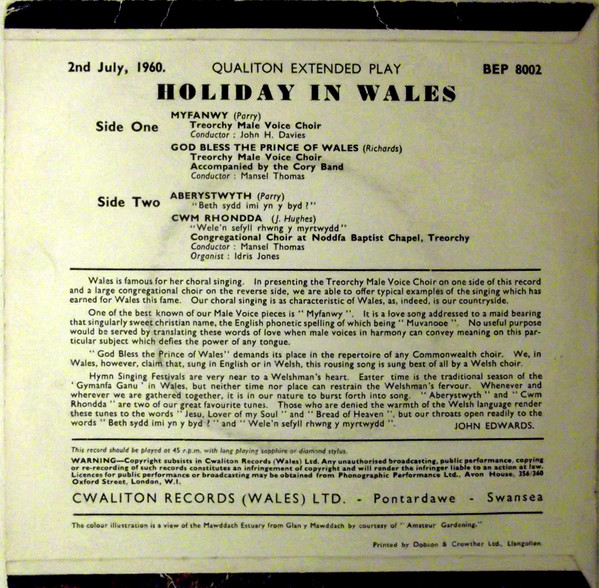 2nd July, 1960. QUALITON EXTENDED PLAY BEP 8002
HOLIDAY IN WALES
Side One
MYFANWY (Parry)
Treorchy Male Voice Choir
Conductor : John H. Davies
GOD BLESS THE PRINCE OF WALES (Richards)
Treorchy Male Voice Choir
Accompanied by the Cory Band
Conductor : Mansel Thomas
Side Two
ABERYSTWYTH (Parry)
"Beth sydd imi yn y byd ?"
CWM RHONDDA (J. Hughes)
"Wele'n sefyll rhwng y myrtwydd"
Congregational Choir at Noddfa Baptist Chapel, Treorchy
Conductor : Mansel Thomas
Organist : Idris Jones
Wales is famous for her choral singing. In presenting the Treorchy Male Voice Choir on one side of this record
and a large congregational choir on the reverse side, we are able to offer typical examples of the singing which has
earned for Wales this fame. Our choral singing is as characteristic of Wales, as, indeed, is our countryside.
One of the best known of our Male Voice pieces is " Myfanwy ". It is a love song addressed to a maid bearing
that singularly sweet christian name, the English phonetic spelling of which being " Muvanooe ". No useful purpose
would be served by translating these words of love when male voices in harmony can convey meaning on this par-
ticular subject which defies the power of any tongue.
" God Bless the Prince of Wales " demands its place in the repertoire of any Commonwealth choir. We, in
Wales, however, claim that, sung in English or in Welsh, this rousing song is sung best of all by a Welsh choir.
Hymn Singing Festivals are very near to a Welshman's heart. Easter time is the traditional season of the
' Gymanfa Ganu ' in Wales, but neither time nor place can restrain the Welshman's fervour. Whenever and
wherever we are gathered together, it is in our nature to burst forth into song. " Aberystwyth " and " Cwm
Rhondda " are two of our great favourite tunes. Those who are denied the warmth of the Welsh language render
these tunes to the words " Jesu, Lover of my Soul " and " Bread of Heaven ", but our throats open readily to the
words " Beth sydd imi yn y byd ? " and " Wele'n sefyll rhwng y myrtwydd ". JOHN EDWARDS.
This record should be played at 45 r.p.m. with long playing sapphire or diamond stylus.
WARNING—Copyright subsists in Cwaliton Records (Wales) Ltd. Any unauthorised broadcasting, public performance, copying
or re-recording of such records constitutes an infringement of copyright and will render the infringer liable to an action at law.
Licences for public performance or broadcasting may be obtained from Phonographic Performance Ltd., Avon House, 356/360
Oxford Street, London, W.1.
CWALITON RECORDS (WALES) LTD. - Pontardawe - Swansea
The colour illustration is a view of the Mawddach Estuary from Glan y Mawddach by courtesy of " Amateur Gardening."
Printed by Dobson & Crowther Ltd., Llangollen.